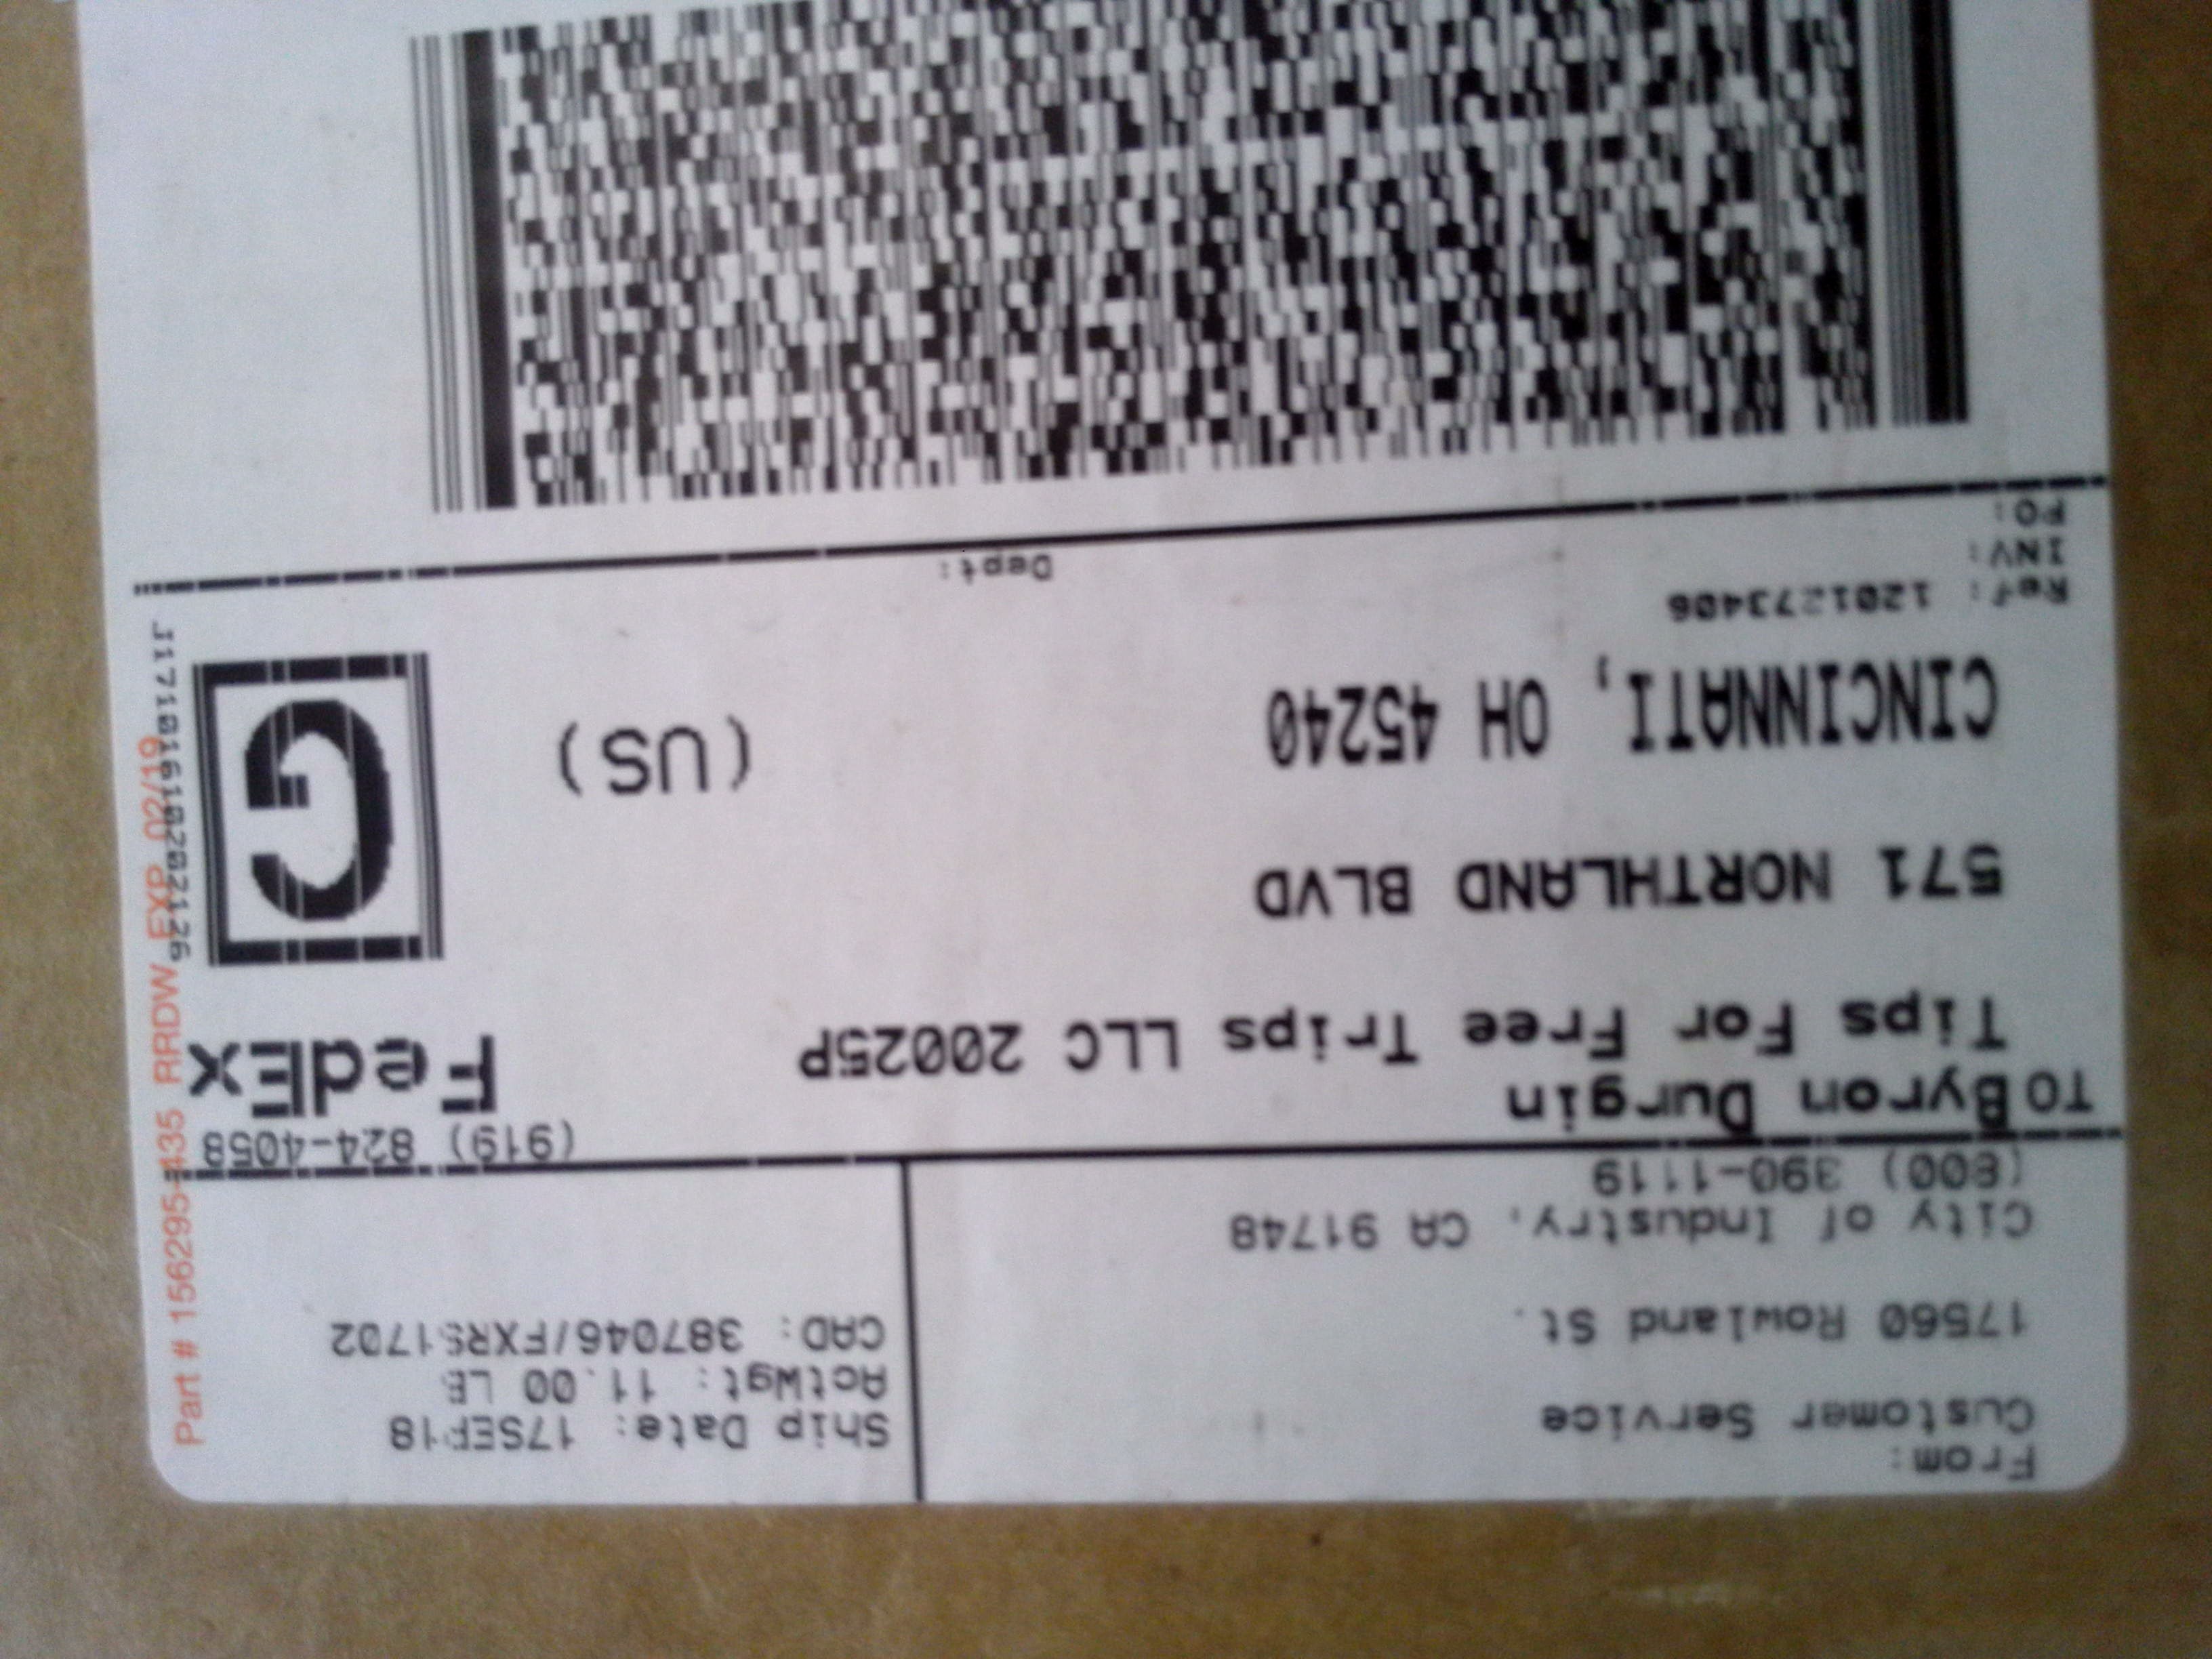 From:
Customer Service
17560 Rowland St.
City of Industry, CA 91748
(800) 390-1119
Ship Date: 17SEP18
ActWgt: 11.00 LB
CAD: 387046/FXRS1702
TO Byron Durgin
Tips For Free Trips LLC 20025P
571 NORTHLAND BLVD
CINCINNATI, OH 45240
(US)
(919) 824-4058
FedEx
G
Ref: 1201273406
INV:
PO:
Dept:
Part # 156295-435 RRDW EXP 02/19